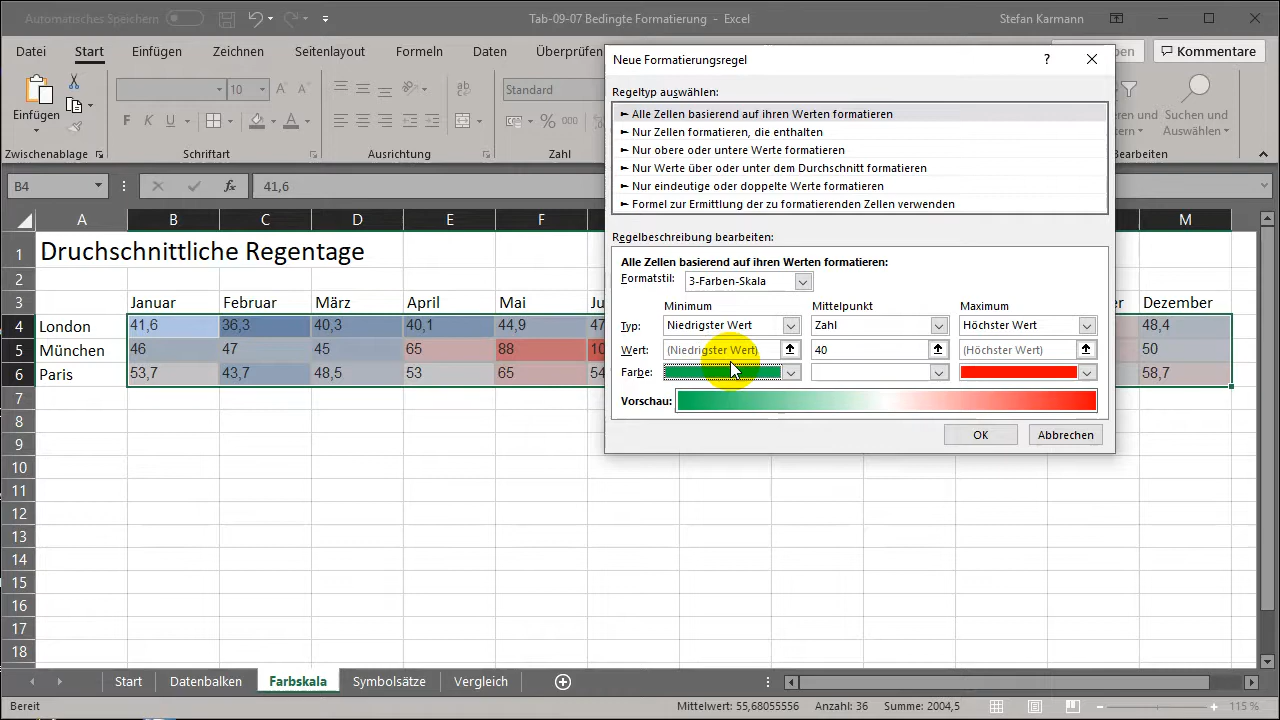 Automatisches Speichern
Tab-09-07 Bedingte Formatierung - Excel
Stefan Karmann
Datei Start Einfügen Zeichnen Seitenlayout Formeln Daten Überprüfen
Kommentare
Einfügen
10
Standard
F K U
% 000
Suchen und
Auswählen
Zwischenablage Schriftart Ausrichtung Zahl
Bearbeiten
B4 fx 41,6
A B C D E F M
1 Druchschnittliche Regentage
2
3 Januar Februar März April Mai Dezember
4 London 41,6 36,3 40,3 40,1 44,9 47 48,4
5 München 46 47 45 65 88 10 50
6 Paris 53,7 43,7 48,5 53 65 54 58,7
7
8
9
10
11
12
13
14
15
16
17
18
Neue Formatierungsregel ?
Regeltyp auswählen:
► Alle Zellen basierend auf ihren Werten formatieren
► Nur Zellen formatieren, die enthalten
► Nur obere oder untere Werte formatieren
► Nur Werte über oder unter dem Durchschnitt formatieren
► Nur eindeutige oder doppelte Werte formatieren
► Formel zur Ermittlung der zu formatierenden Zellen verwenden
Regelbeschreibung bearbeiten:
Alle Zellen basierend auf ihren Werten formatieren:
Formatstil: 3-Farben-Skala
Minimum Mittelpunkt Maximum
Typ: Niedrigster Wert Zahl Höchster Wert
Wert: (Niedrigster Wert) 40 (Höchster Wert)
Farbe:
Vorschau:
OK Abbrechen
Start Datenbalken Farbskala Symbolsätze Vergleich
Bereit Mittelwert: 55,68055556 Anzahl: 36 Summe: 2004,5 115 %